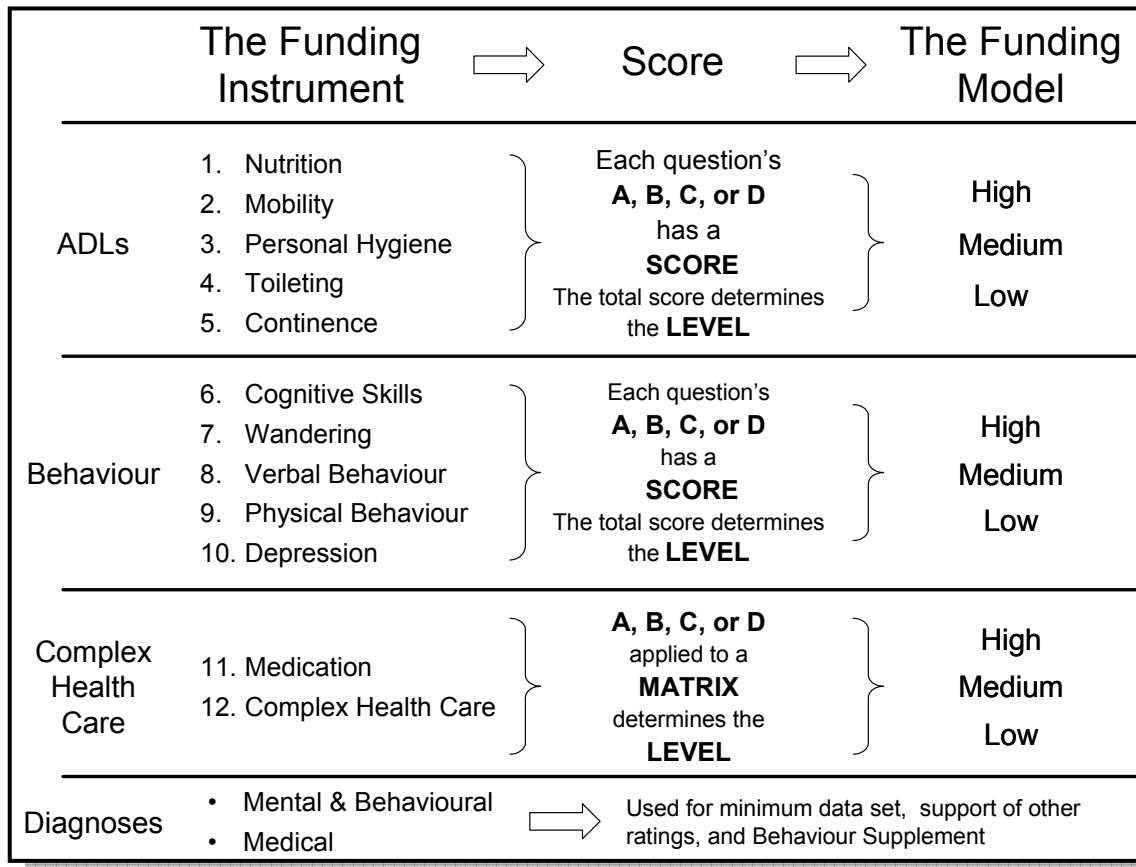 The Funding
Instrument
Score
The Funding
Model
ADLs
1. Nutrition
2. Mobility
3. Personal Hygiene
4. Toileting
5. Continence
Each question's
A, B, C, or D
has a
SCORE
The total score determines
the LEVEL
High
Medium
Low
Behaviour
6. Cognitive Skills
7. Wandering
8. Verbal Behaviour
9. Physical Behaviour
10. Depression
Each question's
A, B, C, or D
has a
SCORE
The total score determines
the LEVEL
High
Medium
Low
Complex
Health
Care
11. Medication
12. Complex Health Care
A, B, C, or D
applied to a
MATRIX
determines the
LEVEL
High
Medium
Low
Diagnoses
• Mental & Behavioural
• Medical
Used for minimum data set, support of other
ratings, and Behaviour Supplement